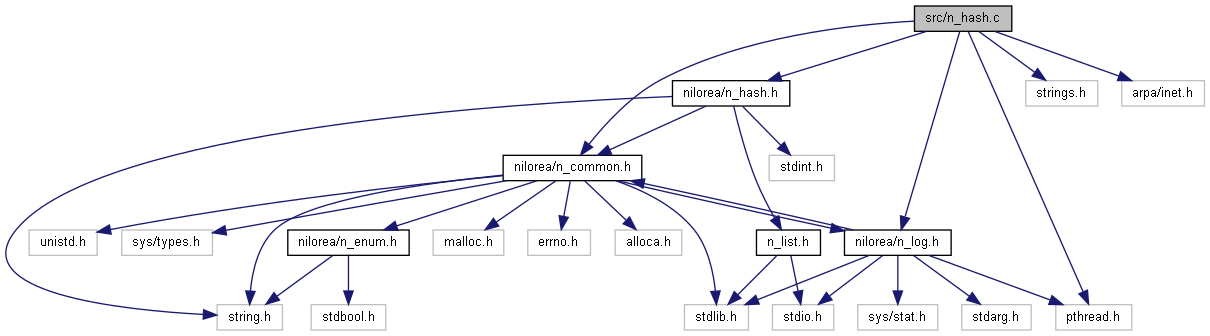 src/n_hash.c
nilorea/n_hash.h
strings.h
arpa/inet.h
nilorea/n_common.h
stdint.h
unistd.h
sys/types.h
nilorea/n_enum.h
malloc.h
errno.h
alloca.h
n_list.h
nilorea/n_log.h
string.h
stdbool.h
stdlib.h
stdio.h
sys/stat.h
stdarg.h
pthread.h